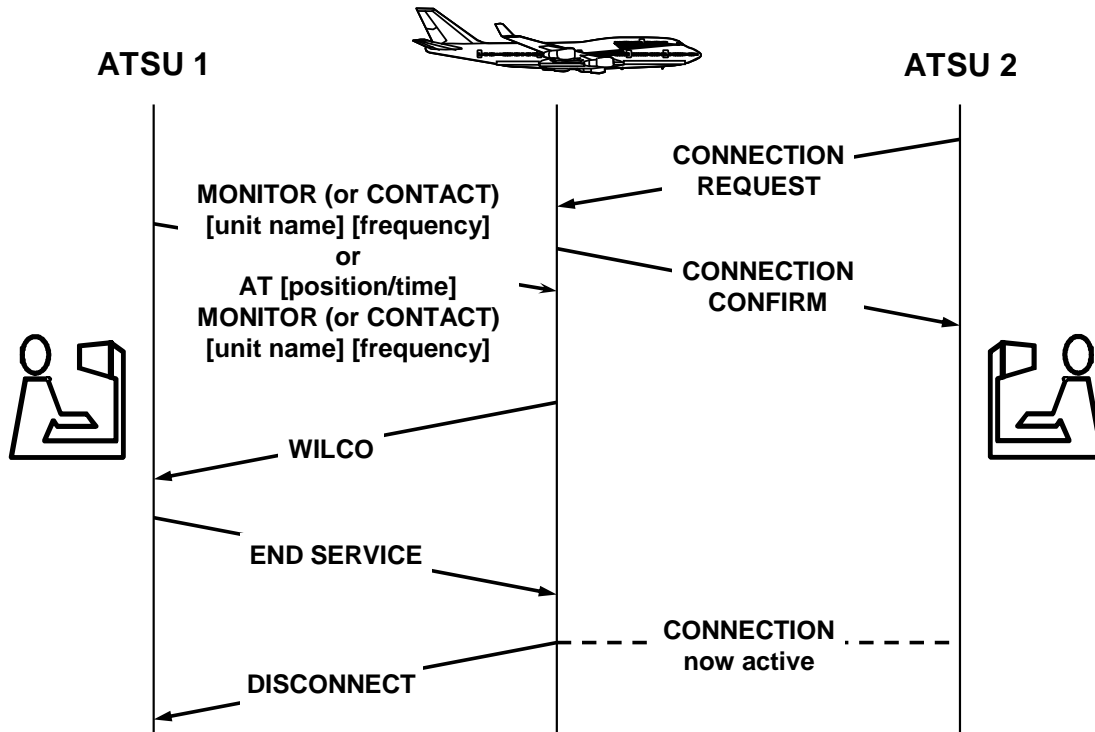 ATSU 1
ATSU 2
CONNECTION
REQUEST
MONITOR (or CONTACT)
[unit name] [frequency]
or
AT [position/time]
MONITOR (or CONTACT)
[unit name] [frequency]
CONNECTION
CONFIRM
WILCO
END SERVICE
CONNECTION
now active
DISCONNECT